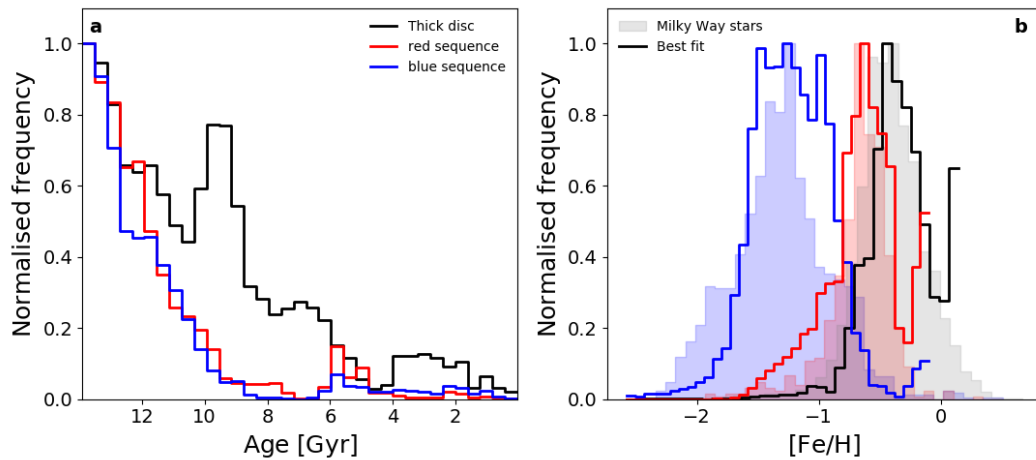 a
Thick disc
red sequence
blue sequence
Normalised frequency
1.0
0.8
0.6
0.4
0.2
0.0
12 10 8 6 4 2
Age [Gyr]
b
Milky Way stars
Best fit
Normalised frequency
1.0
0.8
0.6
0.4
0.2
0.0
−2 −1 0
[Fe/H]